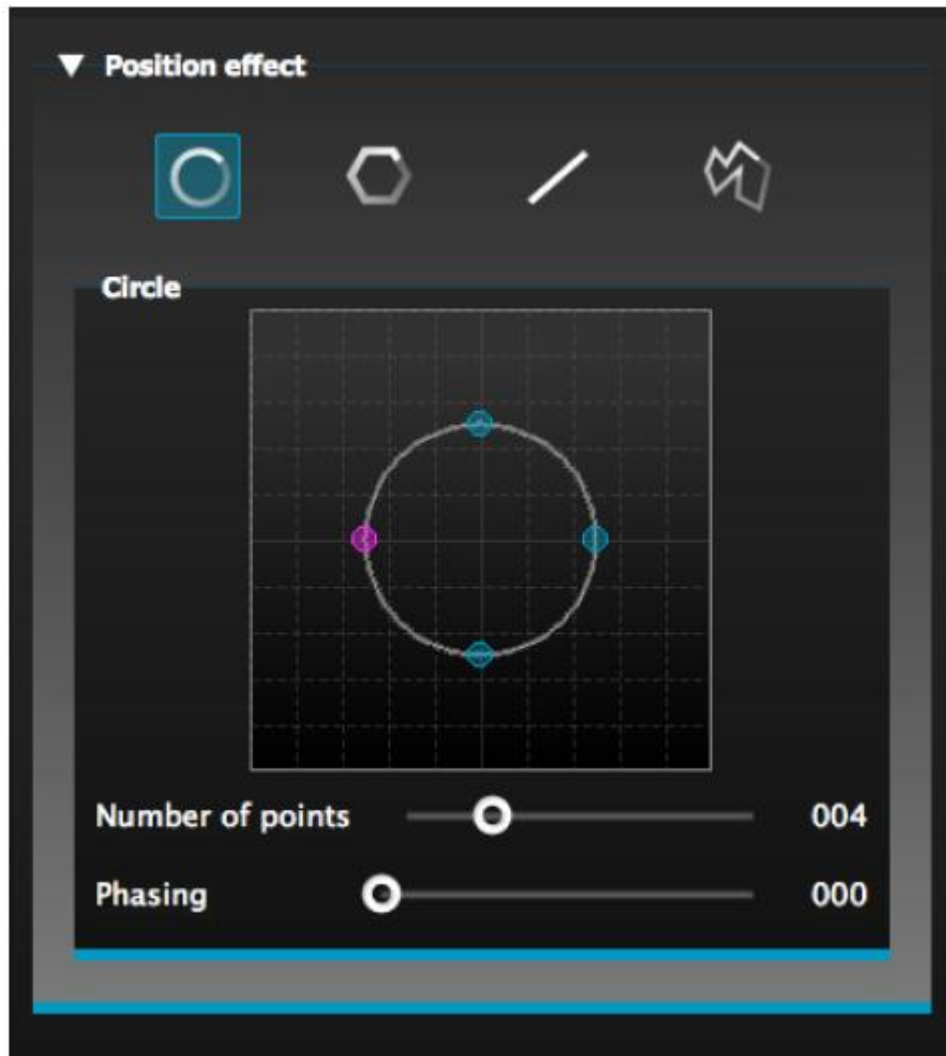 Position effect
Circle
Number of points 004
Phasing 000